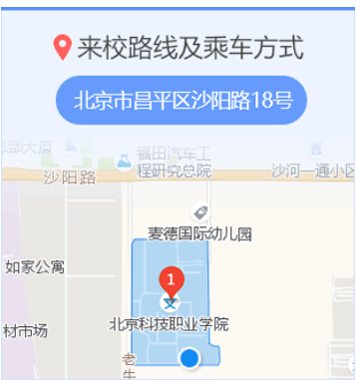 来校路线及乘车方式
北京市昌平区沙阳路18号
总部大厦
福田汽车工
程研究总院
沙河一通小区
沙阳路
麦德国际幼儿园
如家公寓
1
北京科技职业学院
材市场
老
牛